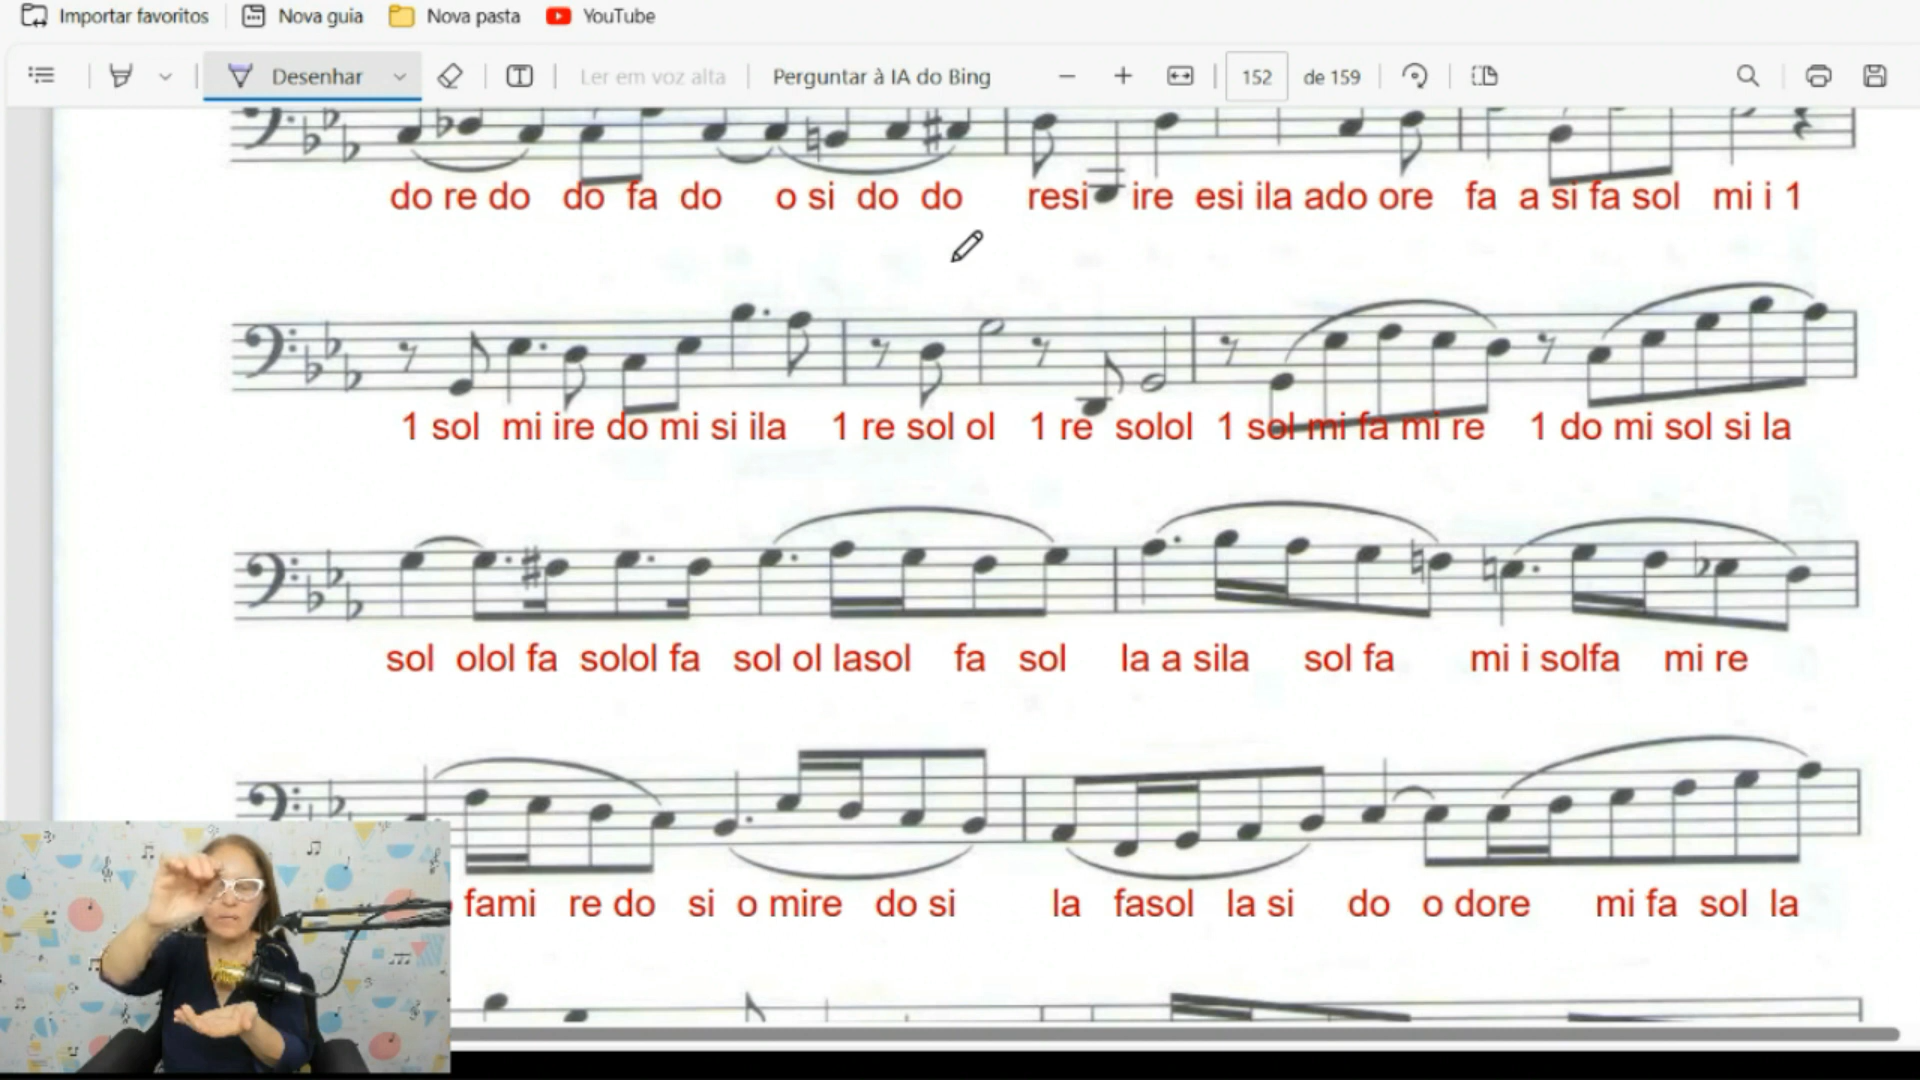 Importar favoritos Nova guia Nova pasta YouTube
Desenhar Ler em voz alta Perguntar à IA do Bing 152 de 159
do re do do fa do o si do do resi ire esi ila ado ore fa a si fa sol mi i 1
1 sol mi ire do mi si ila 1 re sol ol 1 re solol 1 sol mi fa mi re 1 do mi sol si la
sol olol fa solol fa sol ol lasol fa sol la a sila sol fa mi i solfa mi re
fami re do si o mire do si la fasol la si do o dore mi fa sol la